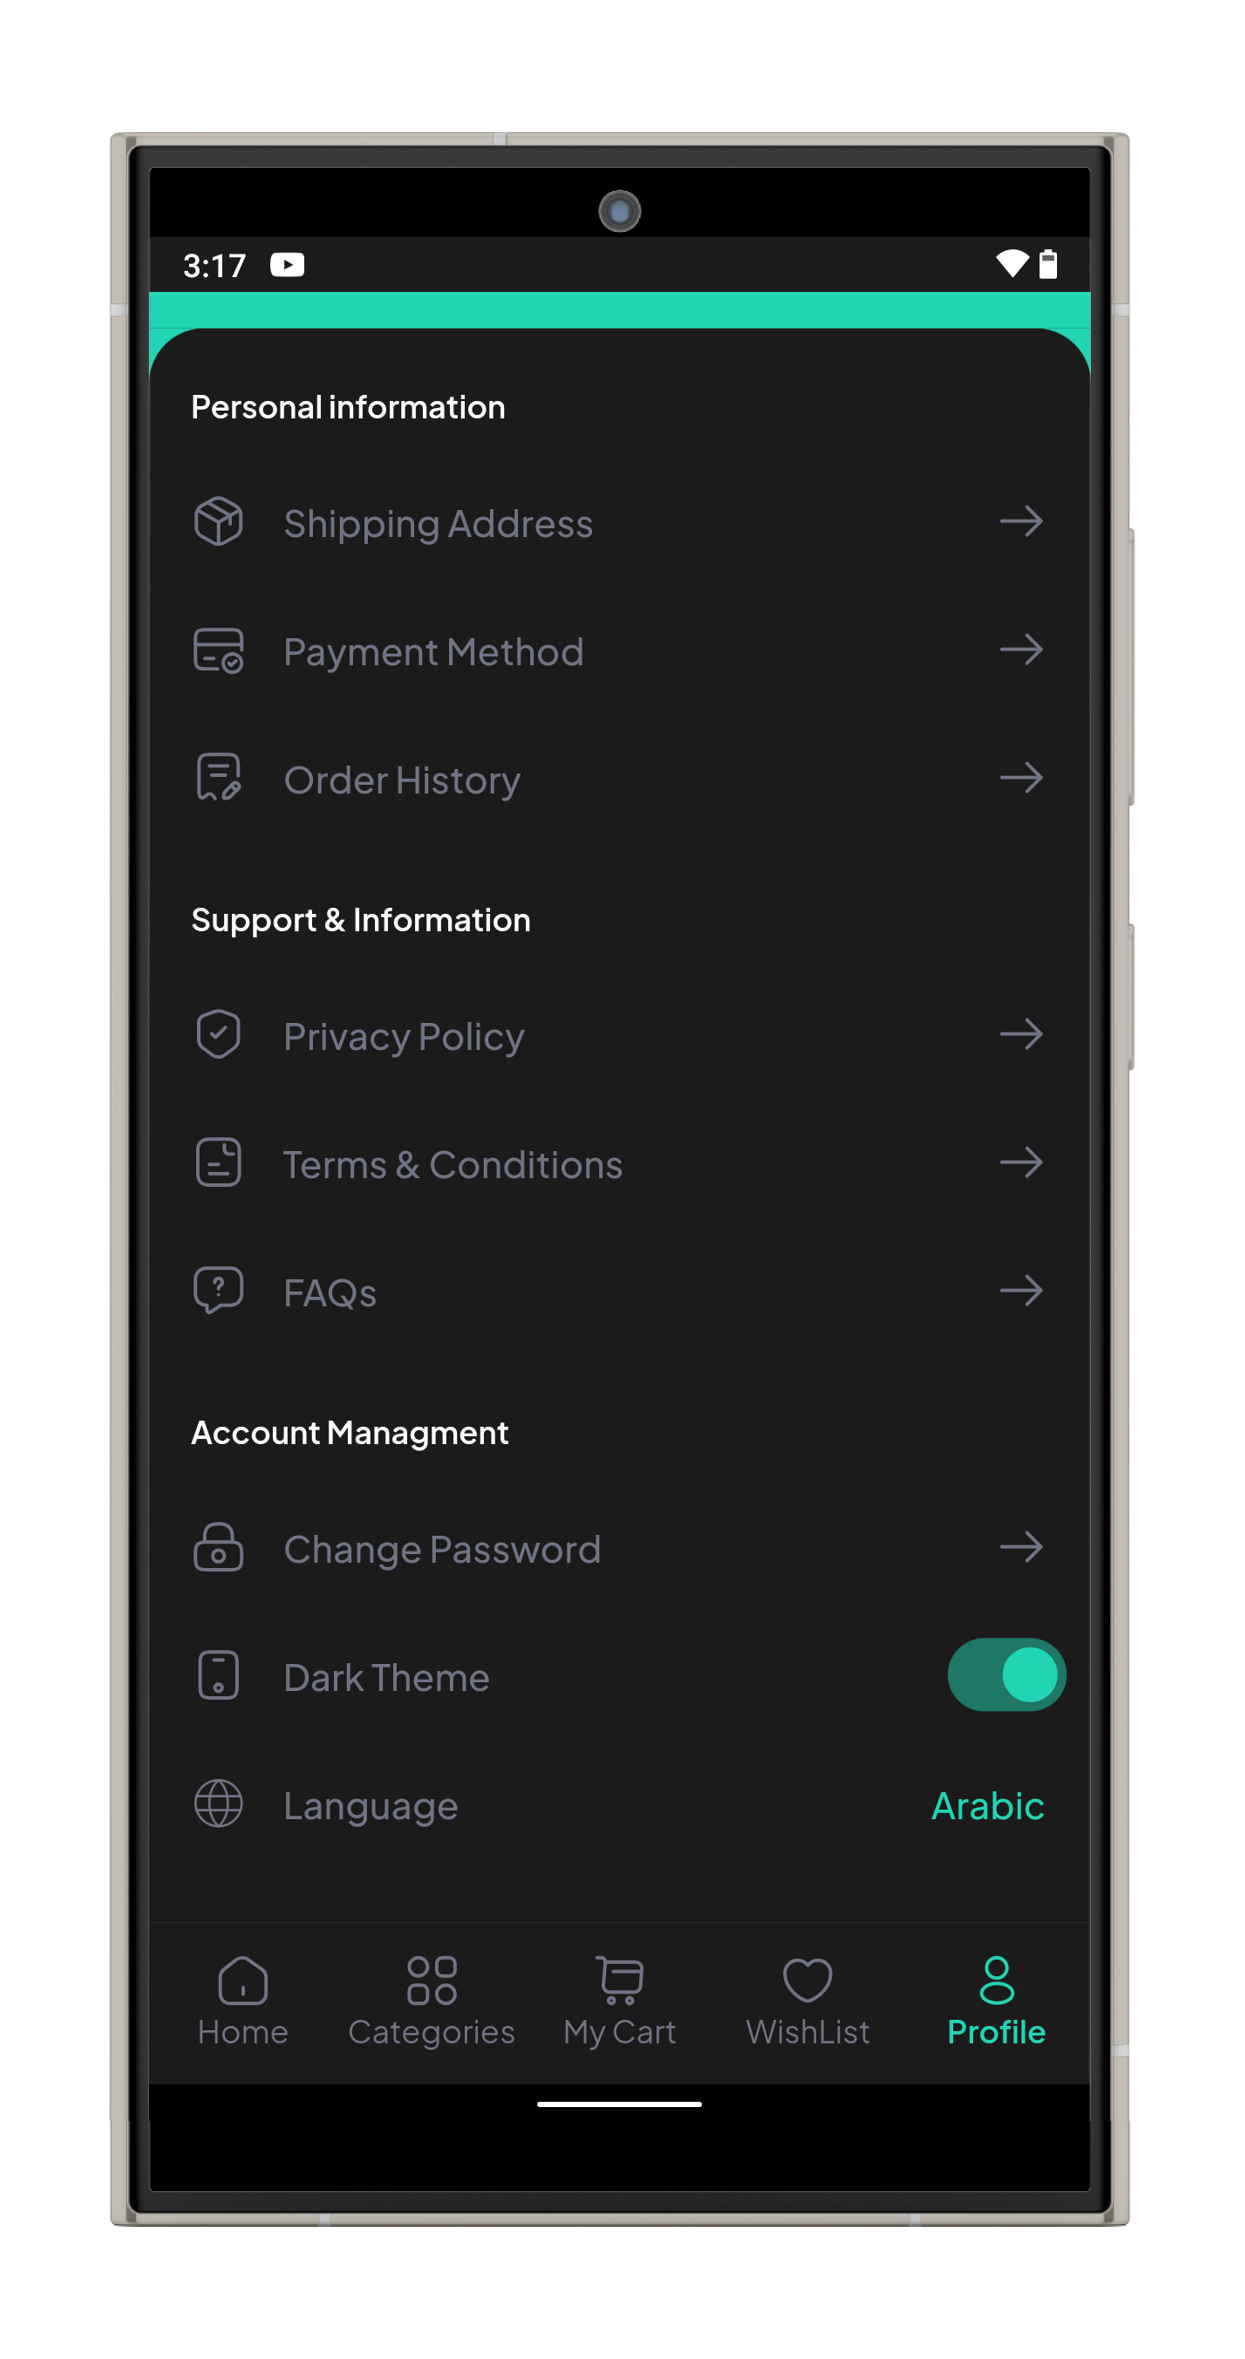 3:17
Personal information
Shipping Address
Payment Method
Order History
Support & Information
Privacy Policy
Terms & Conditions
FAQs
Account Managment
Change Password
Dark Theme
Language Arabic
Home Categories My Cart WishList Profile